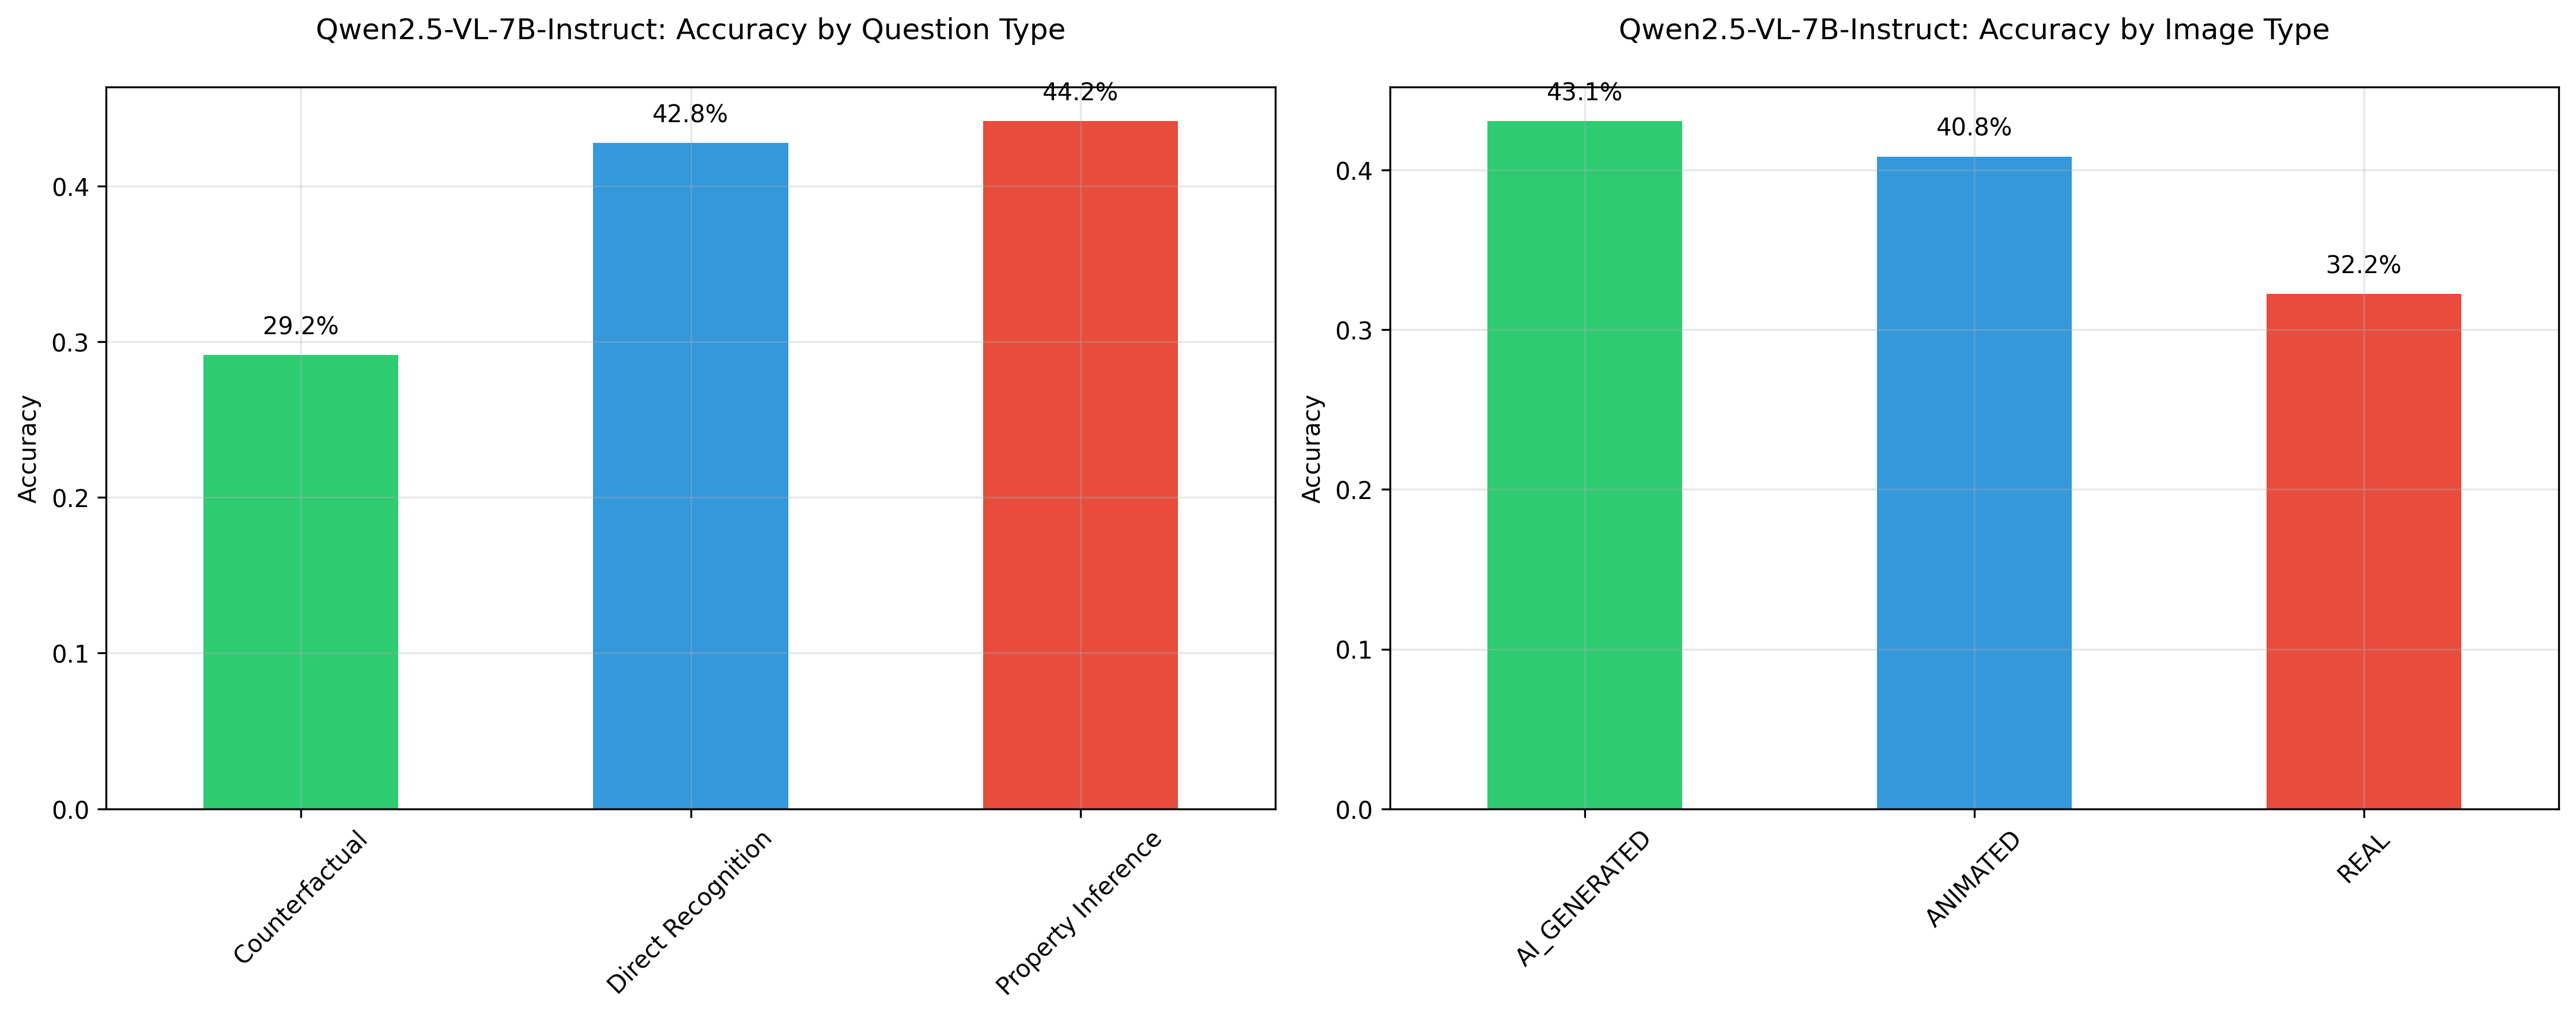 Qwen2.5-VL-7B-Instruct: Accuracy by Question Type
44.2%
42.8%
29.2%
0.4
0.3
0.2
0.1
0.0
Accuracy
Counterfactual
Direct Recognition
Property Inference
Qwen2.5-VL-7B-Instruct: Accuracy by Image Type
43.1%
40.8%
32.2%
0.4
0.3
0.2
0.1
0.0
Accuracy
AI_GENERATED
ANIMATED
REAL